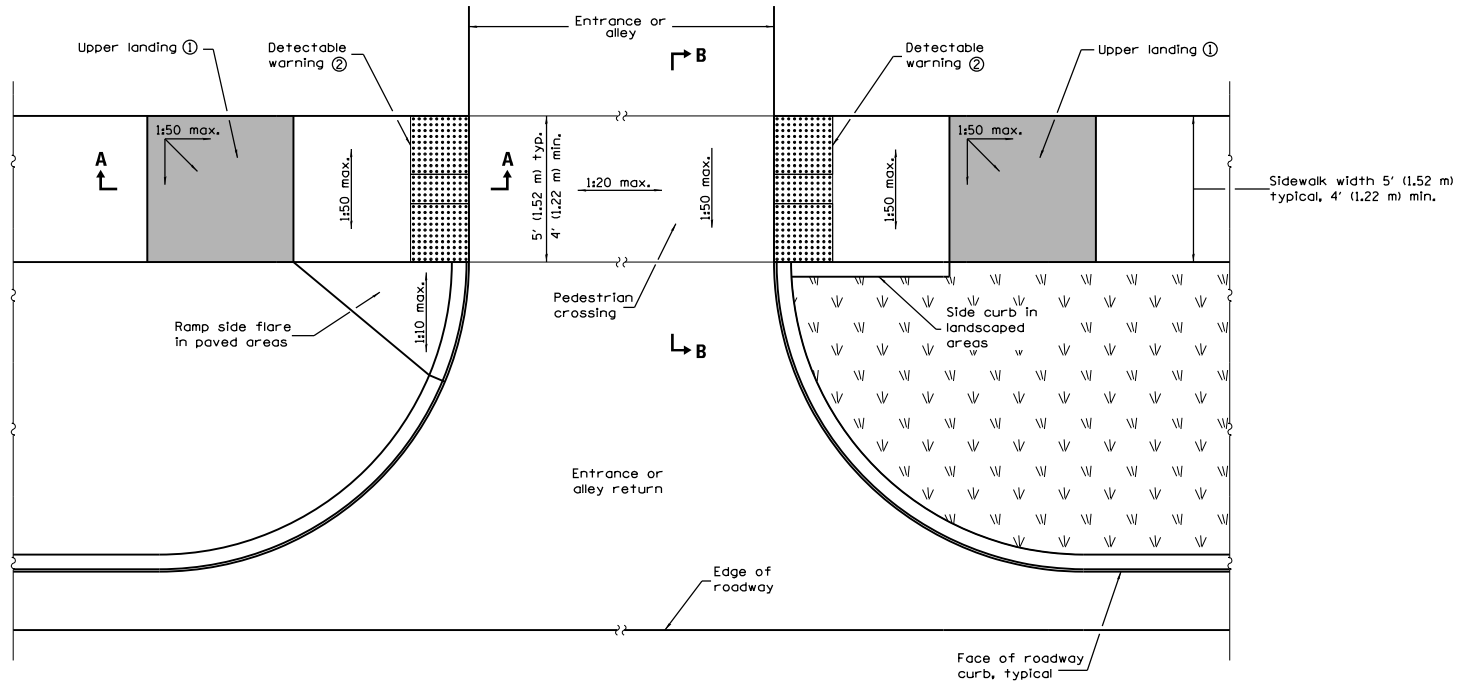 Entrance or
alley
Upper landing ①
Detectable
warning ②
B
Detectable
warning ②
Upper landing ①
1:50 max.
1:50 max.
A
A
1:50 max.
5' (1.52 m) typ.
4' (1.22 m) min.
1:20 max.
1:50 max.
1:50 max.
Sidewalk width 5' (1.52 m)
typical, 4' (1.22 m) min.
1:10 max.
Pedestrian
crossing
Ramp side flare
in paved areas
Side curb in
landscaped
areas
B
Entrance or
alley return
Edge of
roadway
Face of roadway
curb, typical